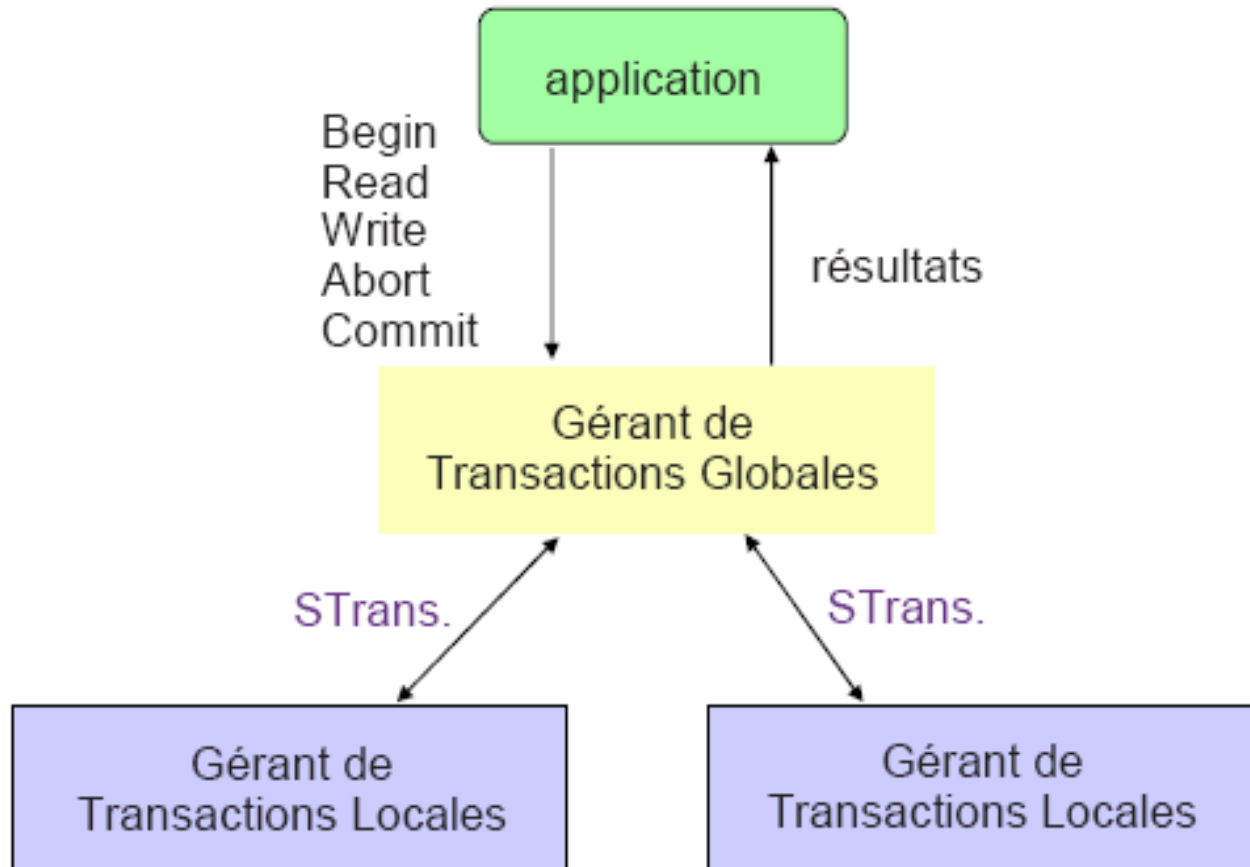 application
Begin
Read
Write
Abort
Commit
résultats
Gérant de
Transactions Globales
STrans.
STrans.
Gérant de
Transactions Locales
Gérant de
Transactions Locales